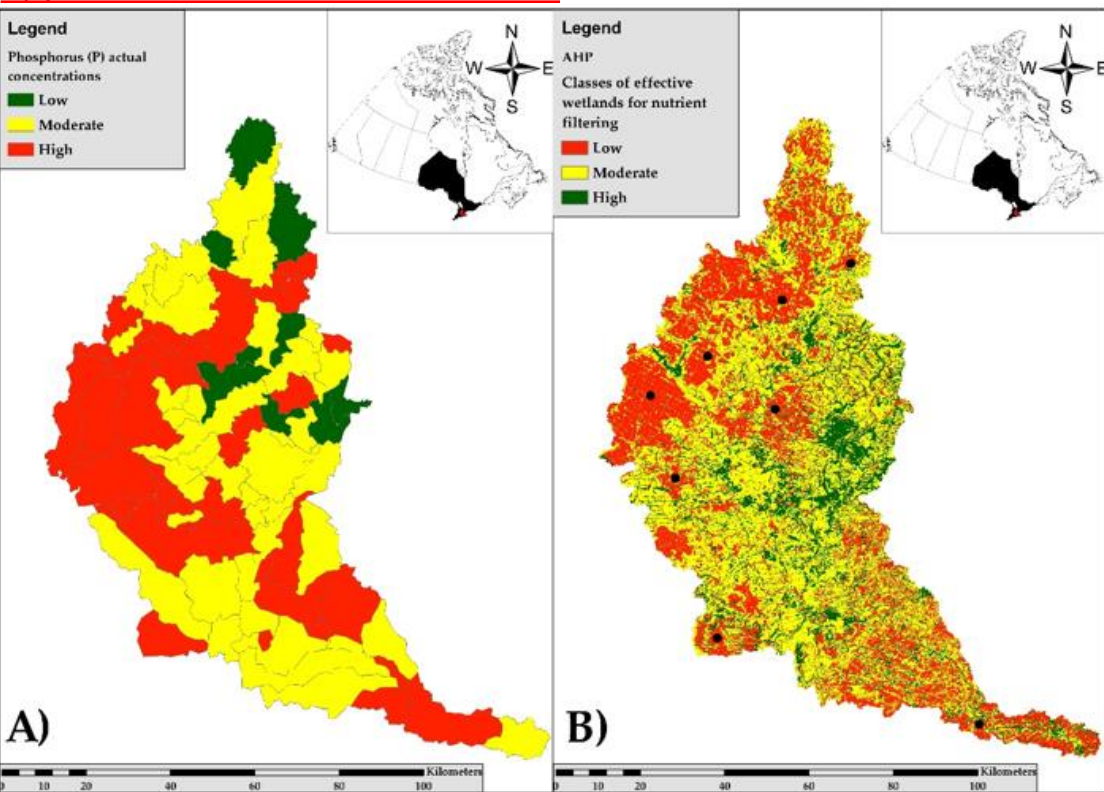 Legend
Phosphorus (P) actual
concentrations
Low
Moderate
High
N
W
E
S
A)
Kilometers
0 10 20 40 60 80 100
Legend
AHP
Classes of effective
wetlands for nutrient
filtering
Low
Moderate
High
N
W
E
S
B)
Kilometers
0 10 20 40 60 80 100